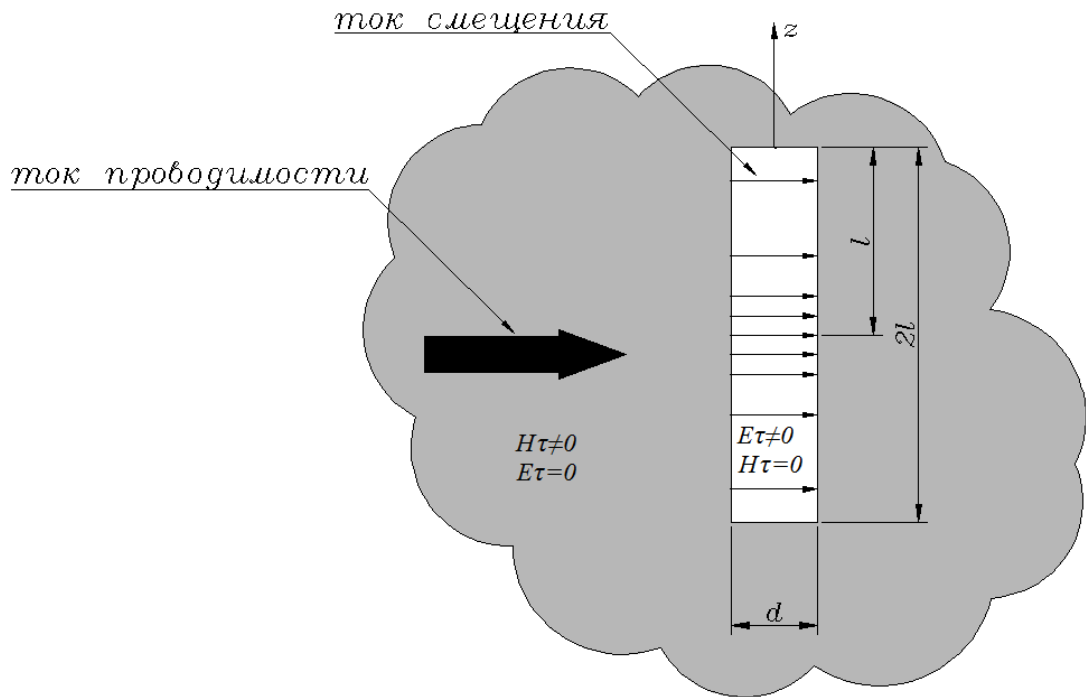 ток смещения
z
ток проводимости
l
2l
Hτ≠0
Eτ=0
Eτ≠0
Hτ=0
d